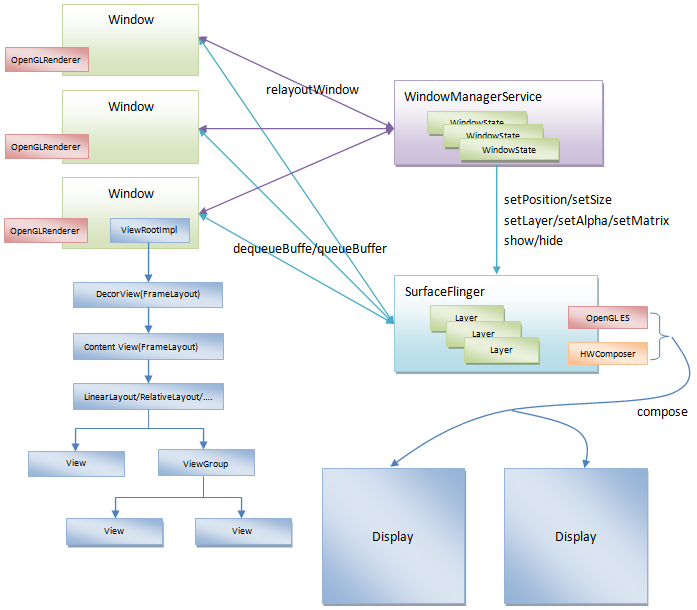 Window
OpenGLRenderer
relayoutWindow
WindowManagerService
WindowState
WindowState
WindowState
Window
OpenGLRenderer
Window
OpenGLRenderer
ViewRootImpl
setPosition/setSize
setLayer/setAlpha/setMatrix
show/hide
dequeueBuffe/queueBuffer
DecorView(FrameLayout)
SurfaceFlinger
Layer
Layer
Layer
OpenGL ES
HWComposer
Content View(FrameLayout)
LinearLayout/RelativeLayout/....
compose
View
ViewGroup
View
View
Display
Display